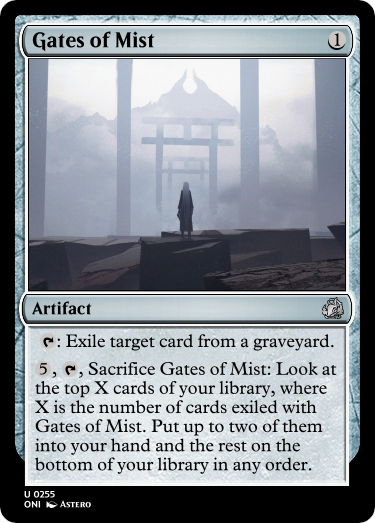 Gates of Mist 1
Artifact
: Exile target card from a graveyard.
5, , Sacrifice Gates of Mist: Look at
the top X cards of your library, where
X is the number of cards exiled with
Gates of Mist. Put up to two of them
into your hand and the rest on the
bottom of your library in any order.
U 0255
ONI Astero